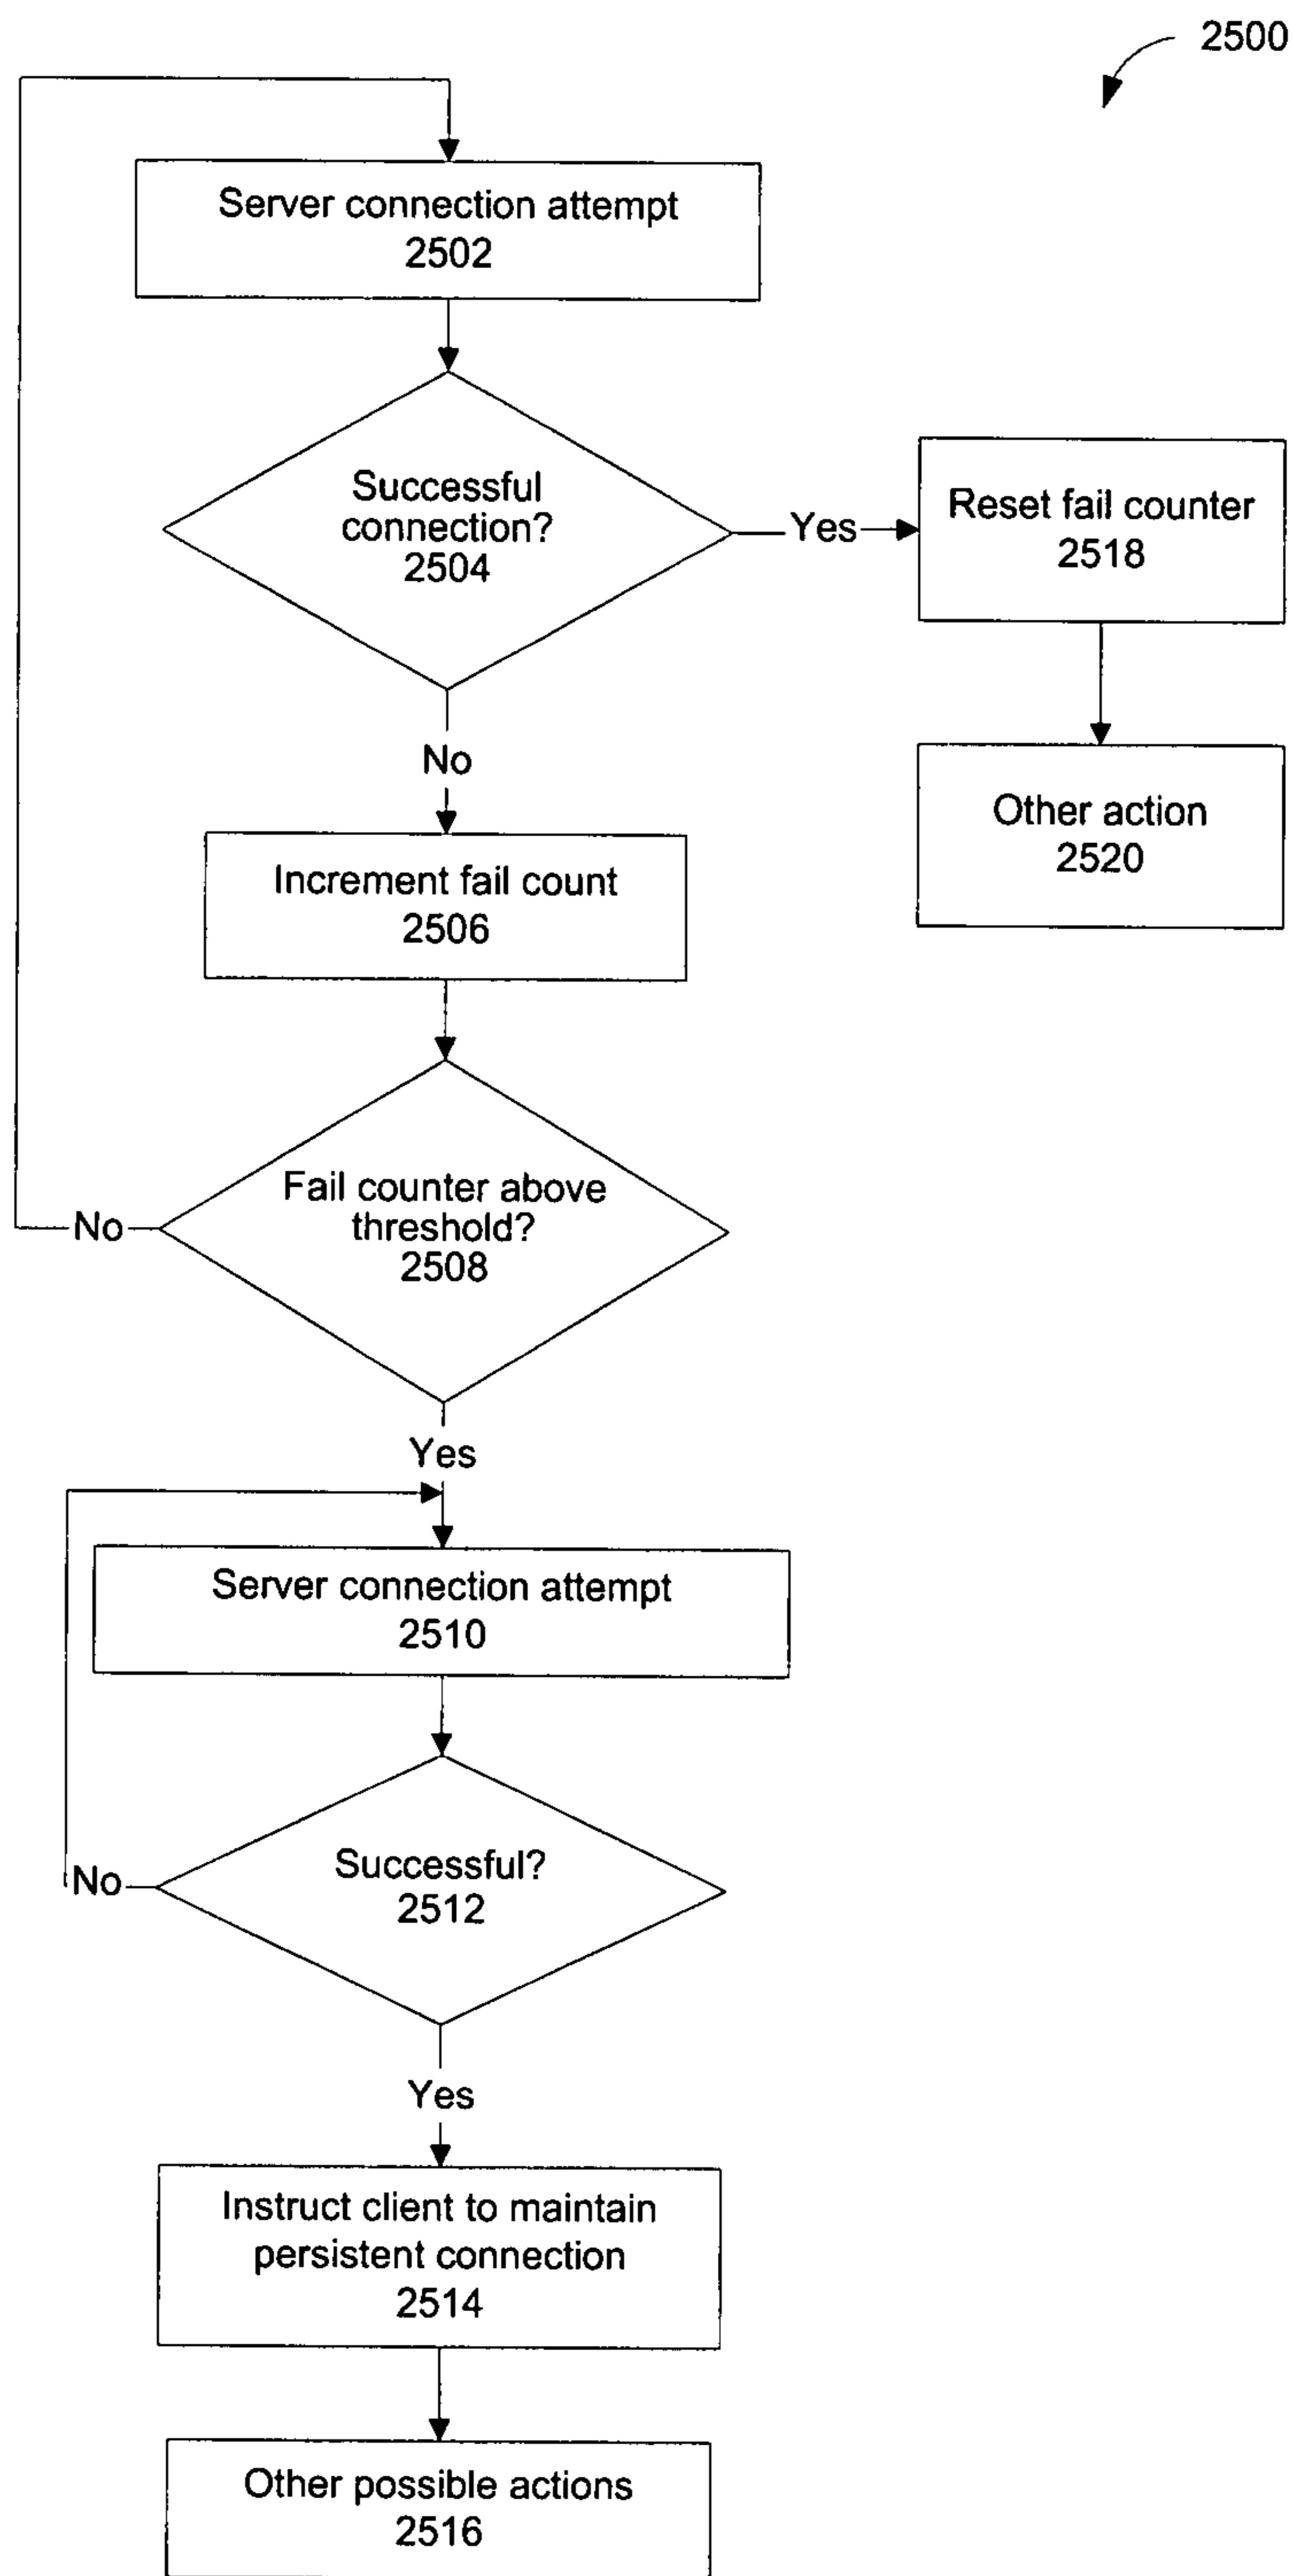 2500
Server connection attempt
2502
Successful
connection?
2504
Yes
Reset fail counter
2518
No
Other action
2520
Increment fail count
2506
Fail counter above
threshold?
2508
No
Yes
Server connection attempt
2510
Successful?
2512
No
Yes
Instruct client to maintain
persistent connection
2514
Other possible actions
2516